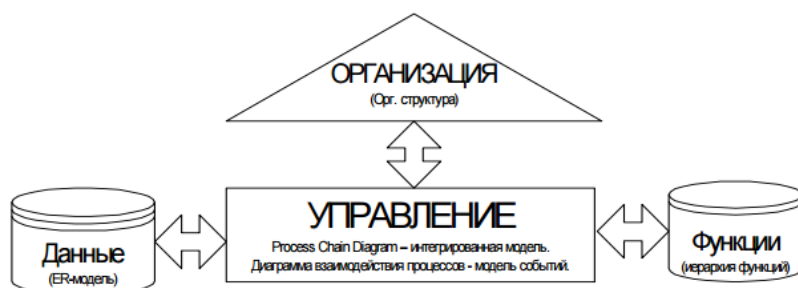 ОРГАНИЗАЦИЯ
(Орг. структура)
УПРАВЛЕНИЕ
Process Chain Diagram – интегрированная модель.
Диаграмма взаимодействия процессов - модель событий.
Данные
(ER-модель)
Функции
(иерархия функций)